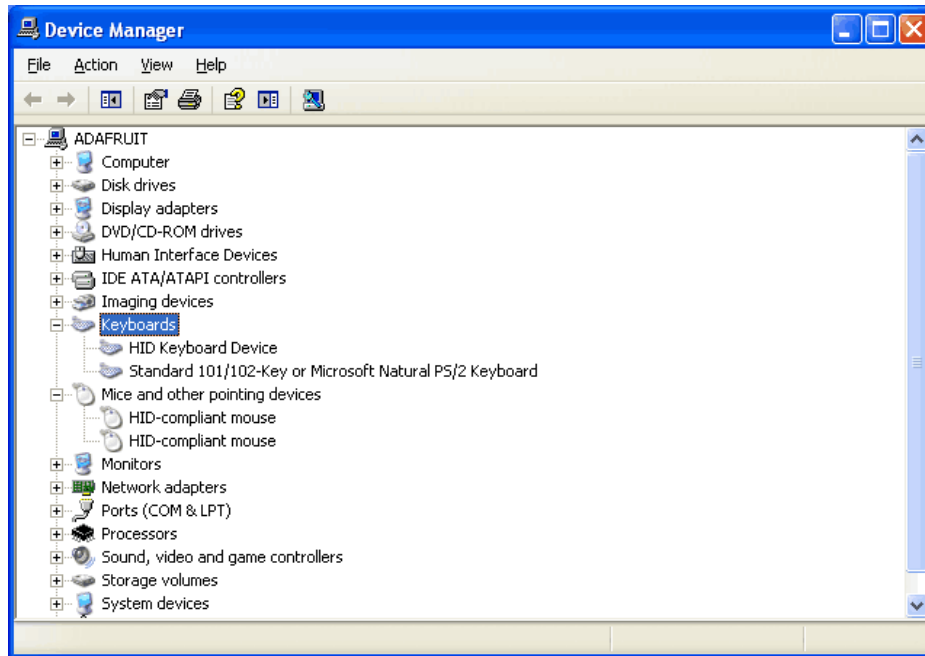 Device Manager
File Action View Help
ADAFRUIT
Computer
Disk drives
Display adapters
DVD/CD-ROM drives
Human Interface Devices
IDE ATA/ATAPI controllers
Imaging devices
Keyboards
HID Keyboard Device
Standard 101/102-Key or Microsoft Natural PS/2 Keyboard
Mice and other pointing devices
HID-compliant mouse
HID-compliant mouse
Monitors
Network adapters
Ports (COM & LPT)
Processors
Sound, video and game controllers
Storage volumes
System devices